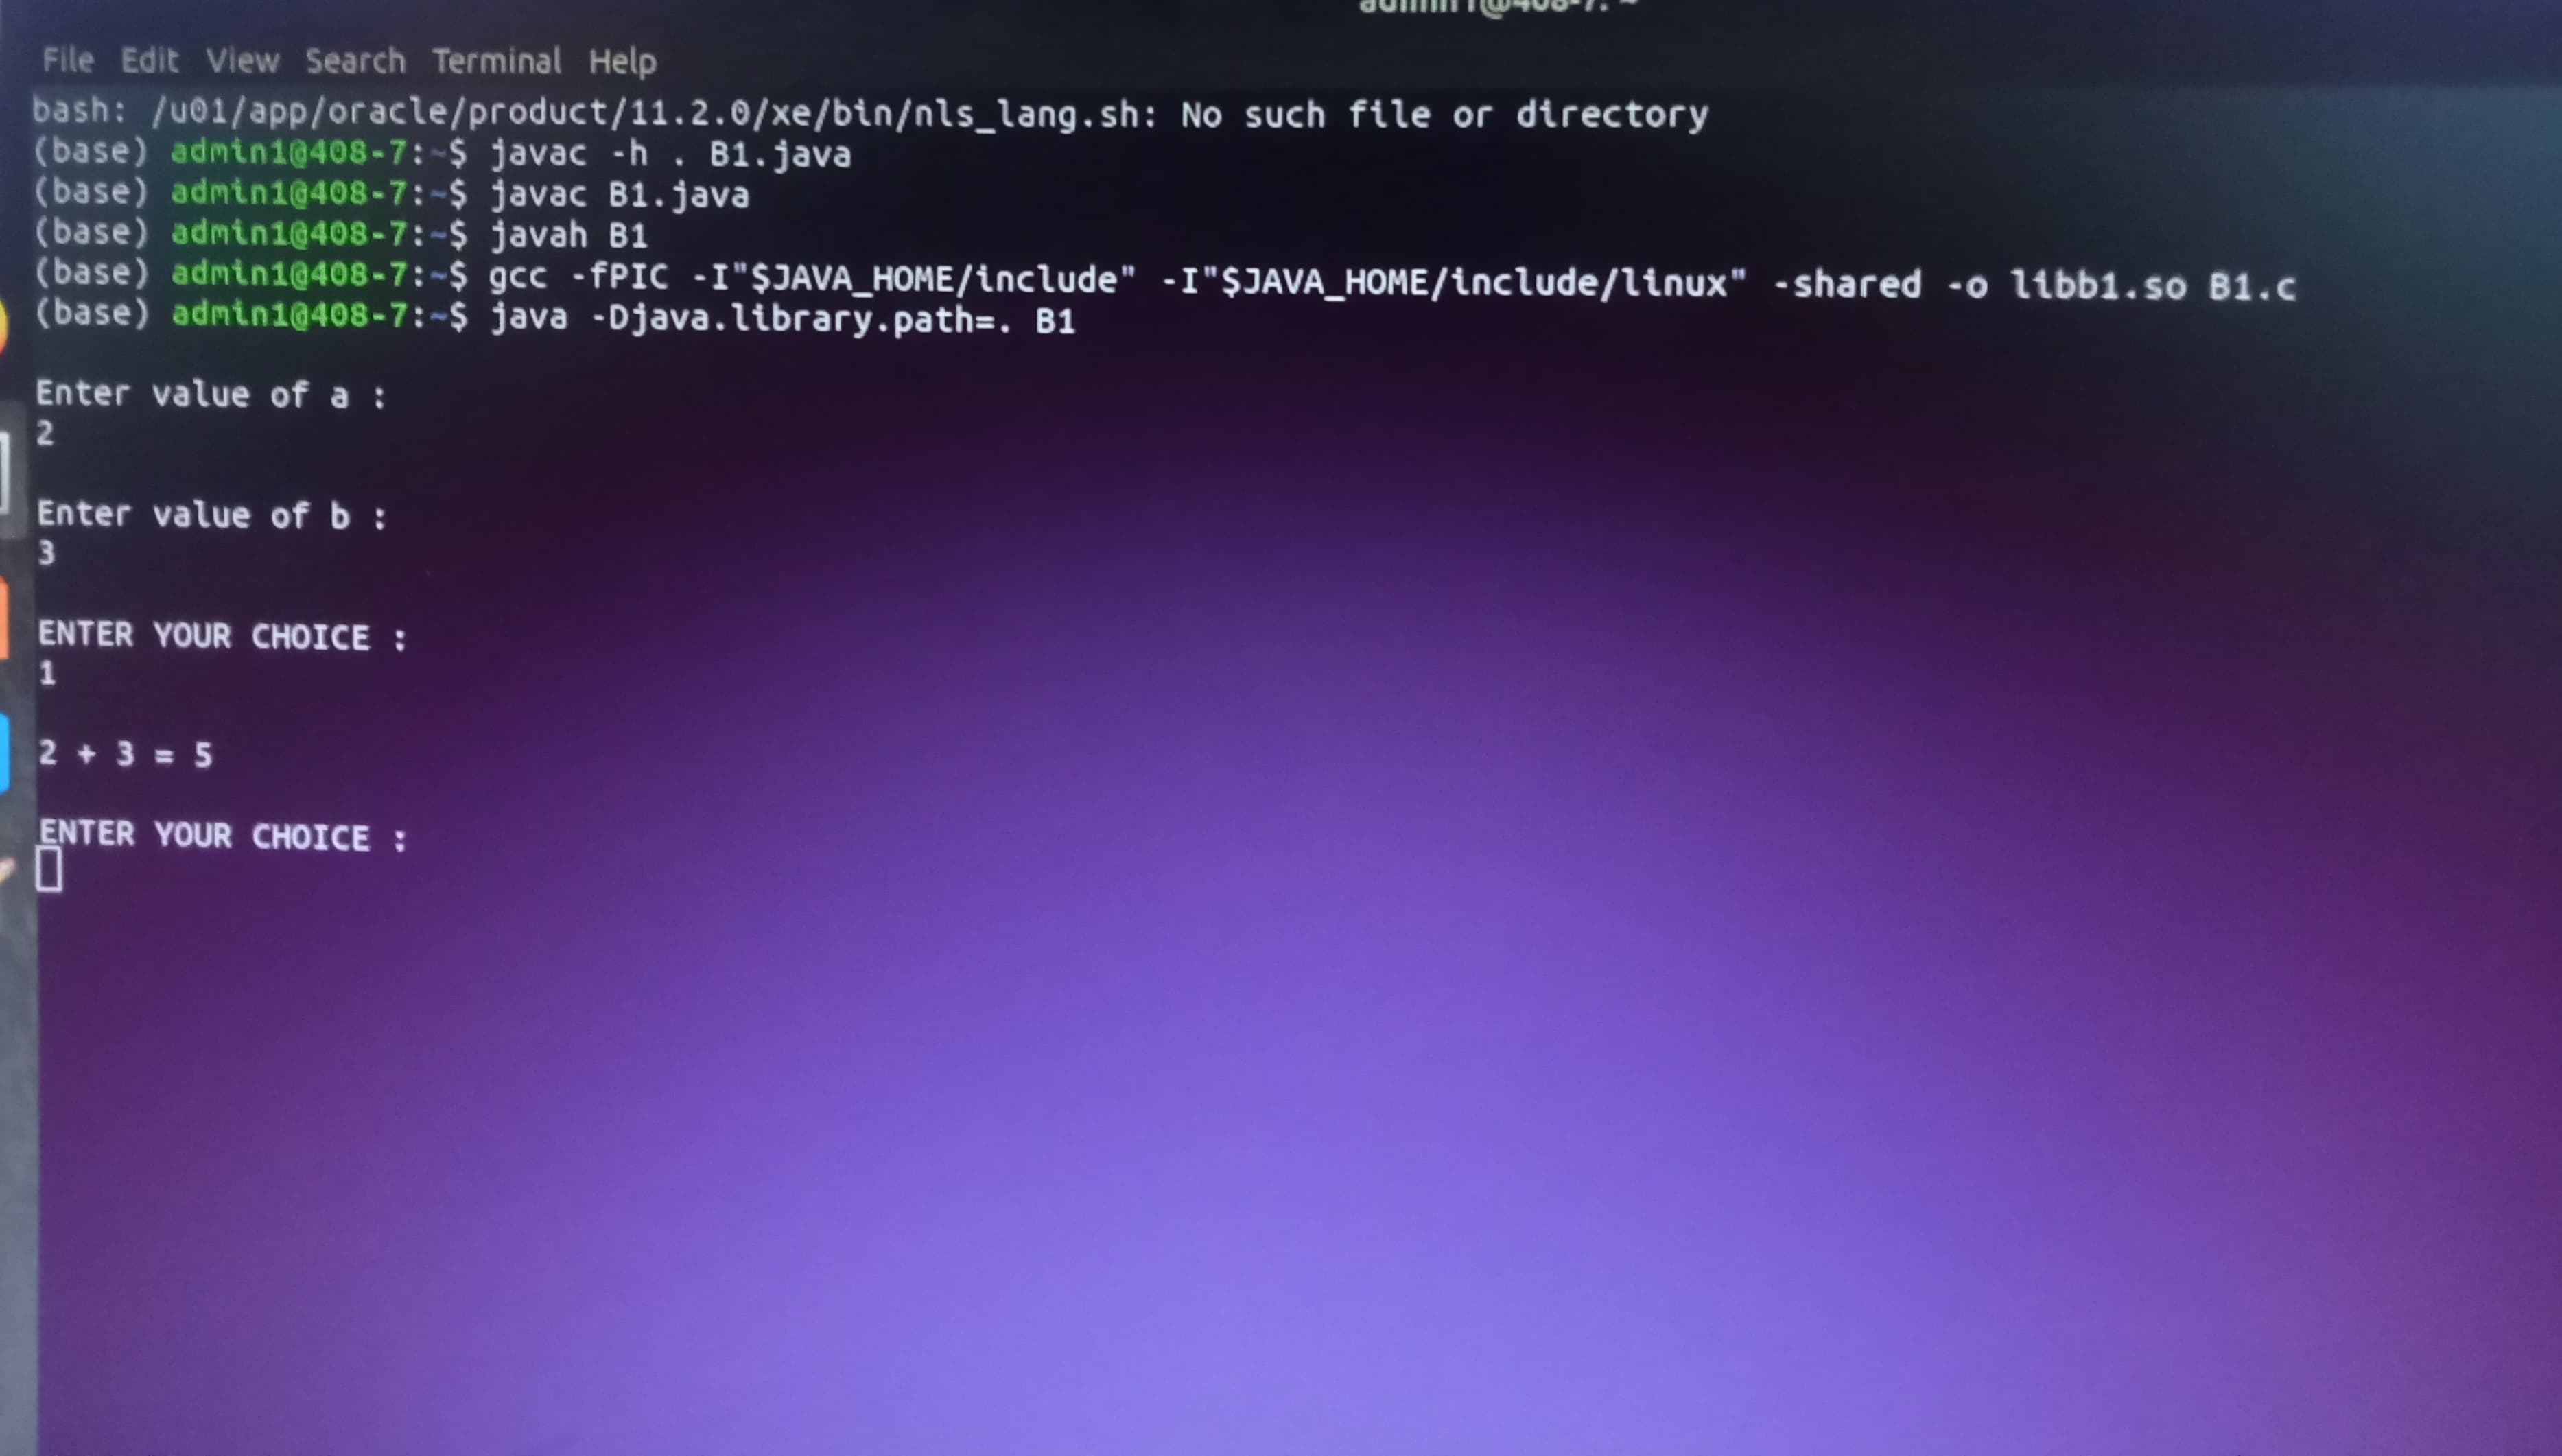 admin1@408-7: ~
File Edit View Search Terminal Help
bash: /u01/app/oracle/product/11.2.0/xe/bin/nls_lang.sh: No such file or directory
(base) admin1@408-7:~$ javac -h . B1.java
(base) admin1@408-7:~$ javac B1.java
(base) admin1@408-7:~$ javah B1
(base) admin1@408-7:~$ gcc -fPIC -I"$JAVA_HOME/include" -I"$JAVA_HOME/include/linux" -shared -o libb1.so B1.c
(base) admin1@408-7:~$ java -Djava.library.path=. B1
Enter value of a :
2
Enter value of b :
3
ENTER YOUR CHOICE :
1
2 + 3 = 5
ENTER YOUR CHOICE :